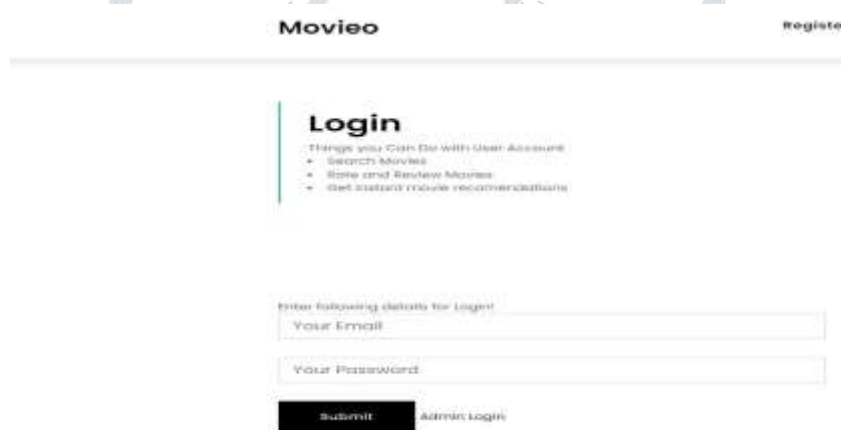 Movieo
Registe
Login
Things you Can Do with User Account
• Search Movies
• Rate and Review Movies
• Get instant movie recomendations
Enter following details for Login!
Your Email
Your Password
Submit
Admin Login